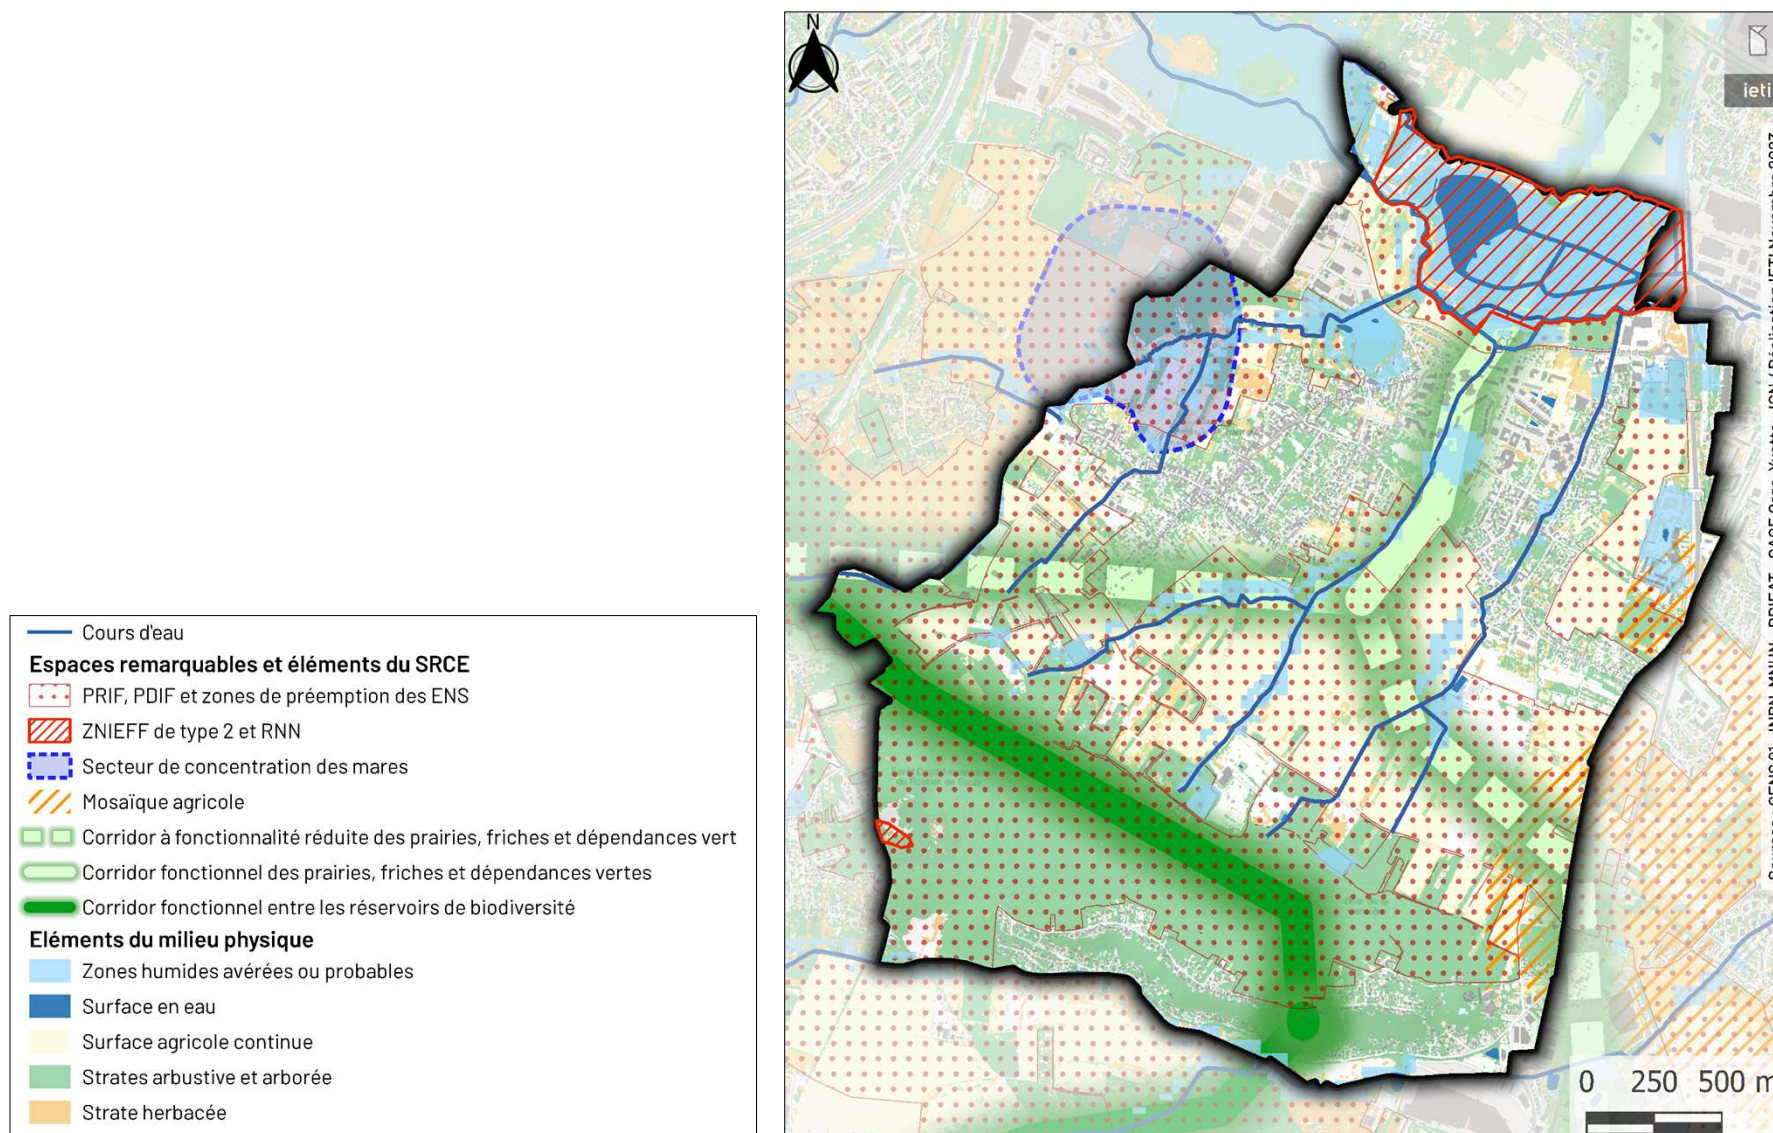 N
ieti
Cours d'eau
Espaces remarquables et éléments du SRCE
PRIF, PDIF et zones de préemption des ENS
ZNIEFF de type 2 et RNN
Secteur de concentration des mares
Mosaïque agricole
Corridor à fonctionnalité réduite des prairies, friches et dépendances vert
Corridor fonctionnel des prairies, friches et dépendances vertes
Corridor fonctionnel entre les réservoirs de biodiversité
Eléments du milieu physique
Zones humides avérées ou probables
Surface en eau
Surface agricole continue
Strates arbustive et arborée
Strate herbacée
0 250 500 m